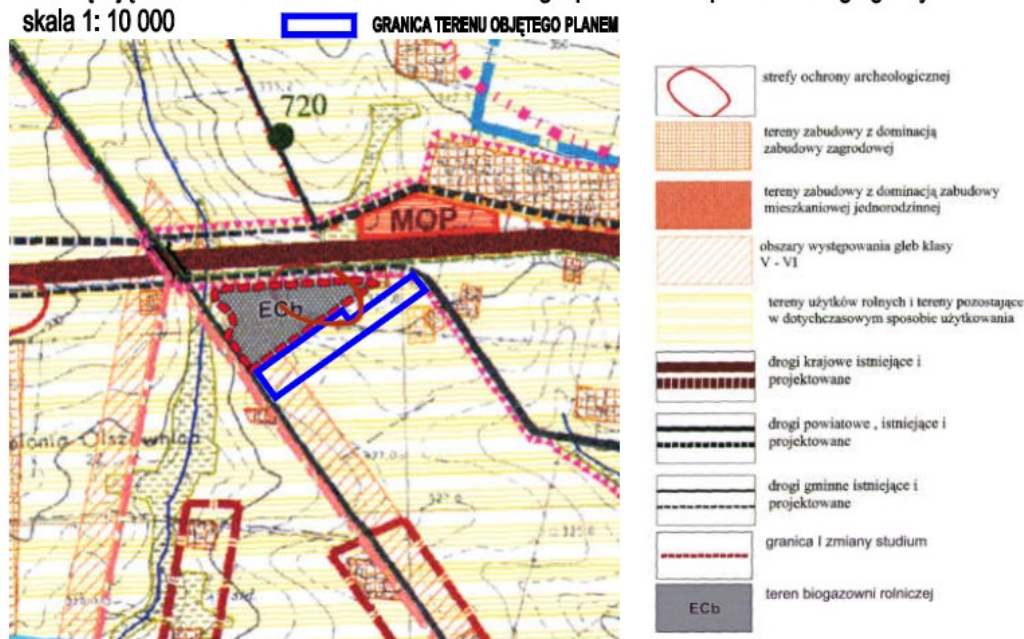 skala 1: 10 000
GRANICA TERENU OBJĘTEGO PLANEM
720
MOP
ECb
327.0
strefy ochrony archeologicznej
tereny zabudowy z dominacją
zabudowy zagrodowej
tereny zabudowy z dominacją zabudowy
mieszkaniowej jednorodzinnej
obszary występowania gleb klasy
V - VI
tereny użytków rolnych i tereny pozostające
w dotychczasowym sposobie użytkowania
drogi krajowe istniejące i
projektowane
drogi powiatowe , istniejące i
projektowane
drogi gminne istniejące i
projektowane
granica I zmiany studium
ECb
teren biogazowni rolniczej